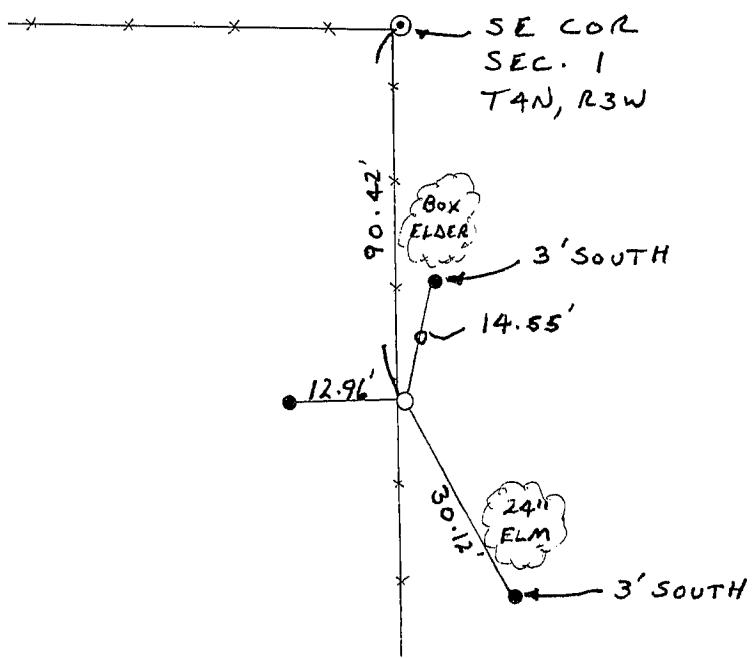 SE COR
SEC. 1
T4N, R3W
90.42'
BOX
ELDER
3' SOUTH
14.55'
12.96'
30.12'
24"
ELM
3' SOUTH